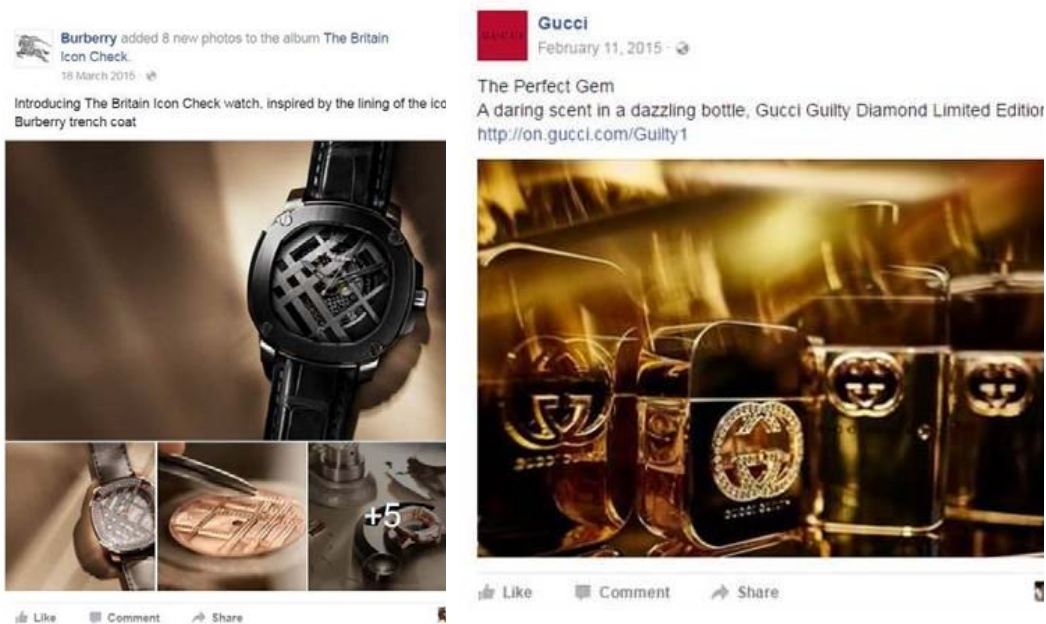 Burberry added 8 new photos to the album The Britain
Icon Check.
18 March 2015
Introducing The Britain Icon Check watch, inspired by the lining of the ico
Burberry trench coat
+5
Like Comment Share
GUCCI
Gucci
February 11, 2015
The Perfect Gem
A daring scent in a dazzling bottle, Gucci Guilty Diamond Limited Edition
http://on.gucci.com/Guilty1
GUCCI GUILTY
Like Comment Share